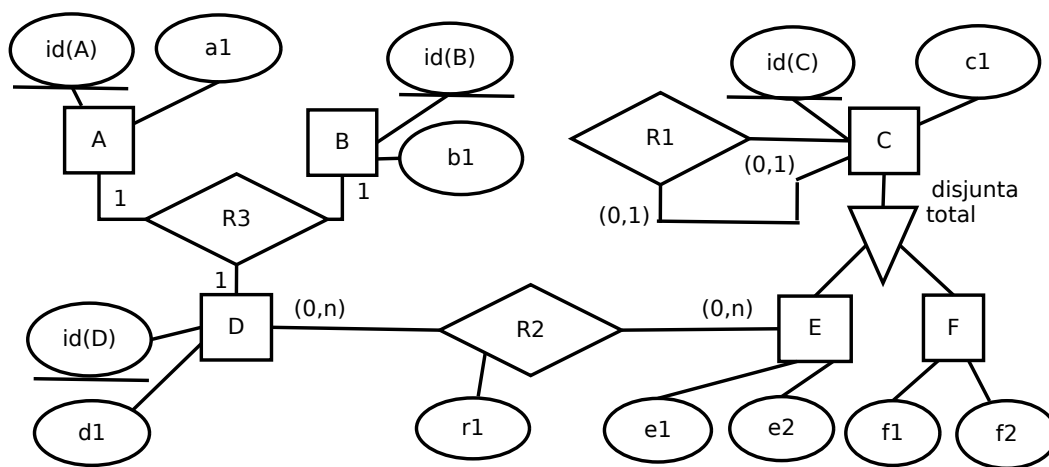 id(A)
a1
id(B)
id(C)
c1
A
B
b1
R1
C
(0,1)
(0,1)
disjunta
total
1
1
R3
1
D
(0,n)
R2
(0,n)
E
F
id(D)
d1
r1
e1
e2
f1
f2